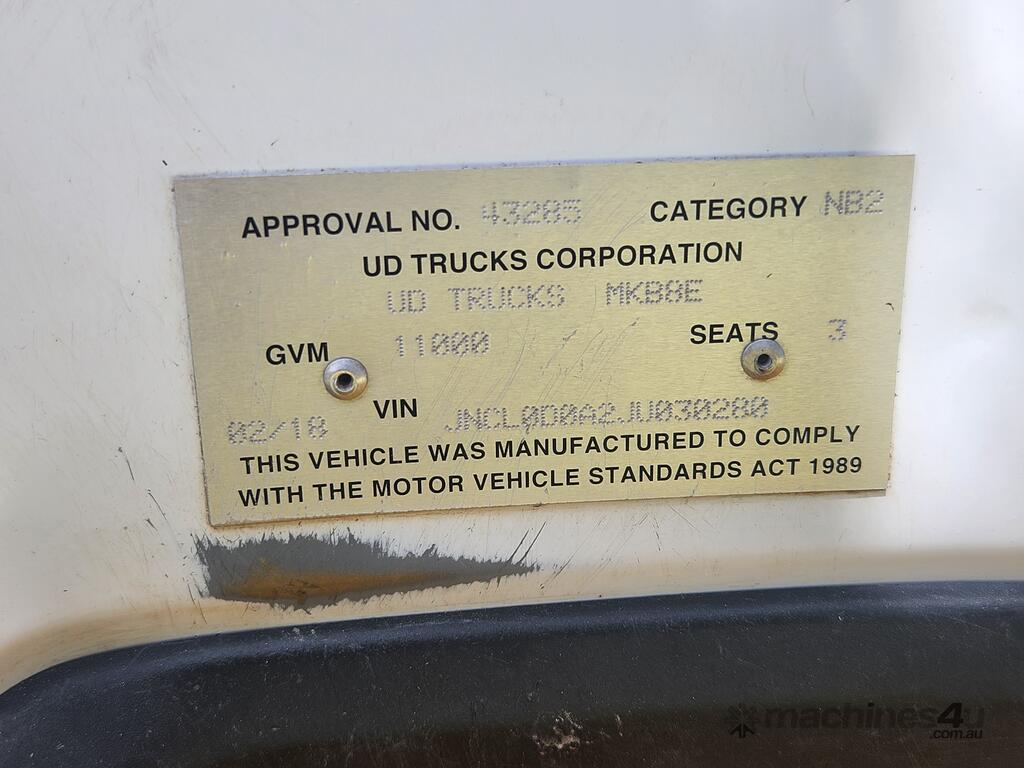 APPROVAL NO. 43285 CATEGORY NB2
UD TRUCKS CORPORATION
UD TRUCKS MKB8E
GVM 11000 SEATS 3
02/18 VIN JNCL0D0A2JU030280
THIS VEHICLE WAS MANUFACTURED TO COMPLY
WITH THE MOTOR VEHICLE STANDARDS ACT 1989
machines4u
.com.au